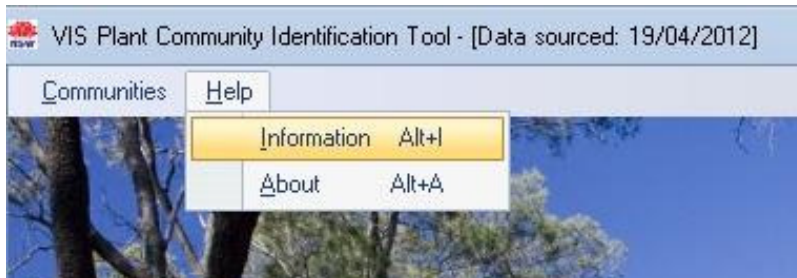 VIS Plant Community Identification Tool - [Data sourced: 19/04/2012]
Communities Help
Information Alt+I
About Alt+A